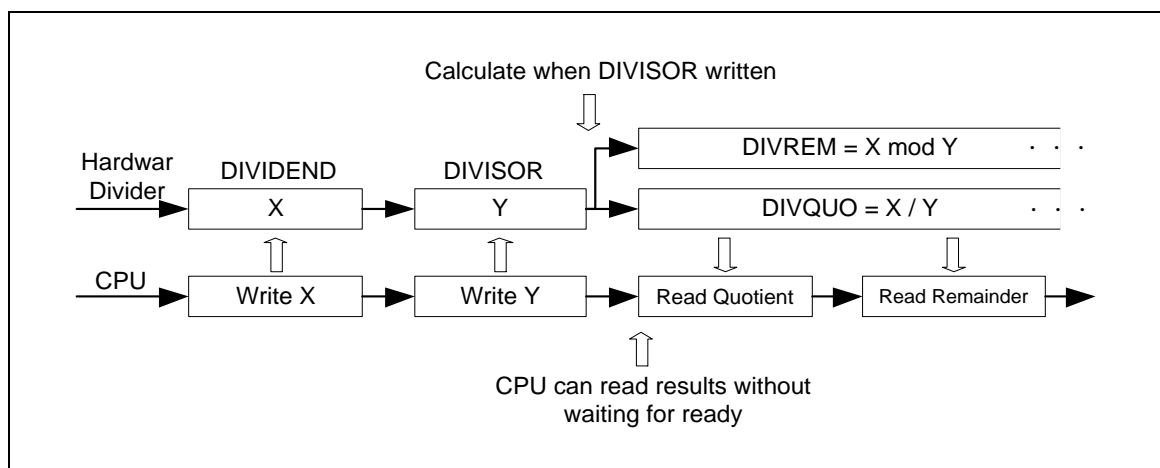 Calculate when DIVISOR written
Hardwar
Divider
DIVIDEND
DIVISOR
DIVREM = X mod Y
· · ·
X
Y
DIVQUO = X / Y
· · ·
CPU
Write X
Write Y
Read Quotient
Read Remainder
CPU can read results without
waiting for ready